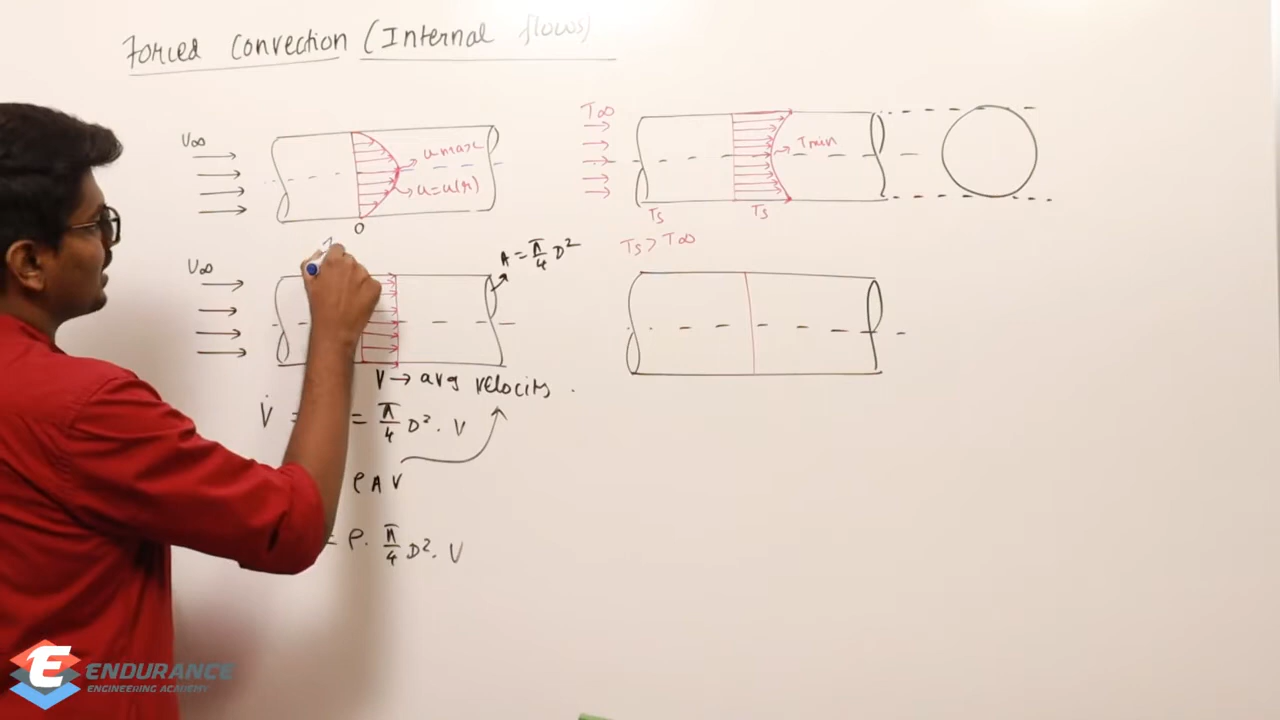 Forced Convection (Internal flows)
U∞
u max
u=u(r)
0
T∞
Tmin
Ts
Ts
Ts > T∞
U∞
A = π/4 D²
V → avg velocity.
V̇ = = π/4 D². V
ρ A V
= ρ. π/4 D². V
ENDURANCE
ENGINEERING ACADEMY